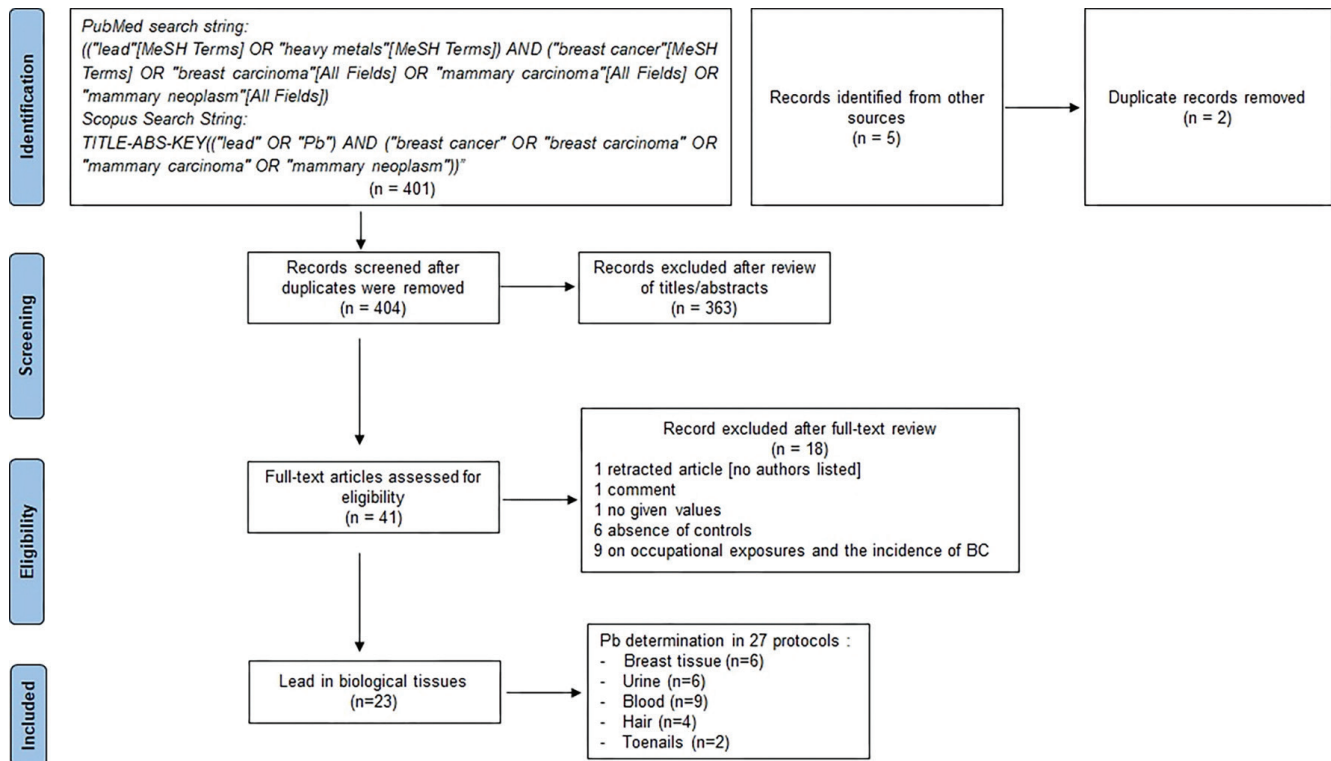 Identification
PubMed search string:
(("lead"[MeSH Terms] OR "heavy metals"[MeSH Terms]) AND ("breast cancer"[MeSH
Terms] OR "breast carcinoma"[All Fields] OR "mammary carcinoma"[All Fields] OR
"mammary neoplasm"[All Fields])
Scopus Search String:
TITLE-ABS-KEY(("lead" OR "Pb") AND ("breast cancer" OR "breast carcinoma" OR
"mammary carcinoma" OR "mammary neoplasm"))”
(n = 401)
Records identified from other
sources
(n = 5)
Duplicate records removed
(n = 2)
Screening
Records screened after
duplicates were removed
(n = 404)
Records excluded after review
of titles/abstracts
(n = 363)
Eligibility
Full-text articles assessed for
eligibility
(n = 41)
Record excluded after full-text review
(n = 18)
1 retracted article [no authors listed]
1 comment
1 no given values
6 absence of controls
9 on occupational exposures and the incidence of BC
Included
Lead in biological tissues
(n=23)
Pb determination in 27 protocols :
- Breast tissue (n=6)
- Urine (n=6)
- Blood (n=9)
- Hair (n=4)
- Toenails (n=2)